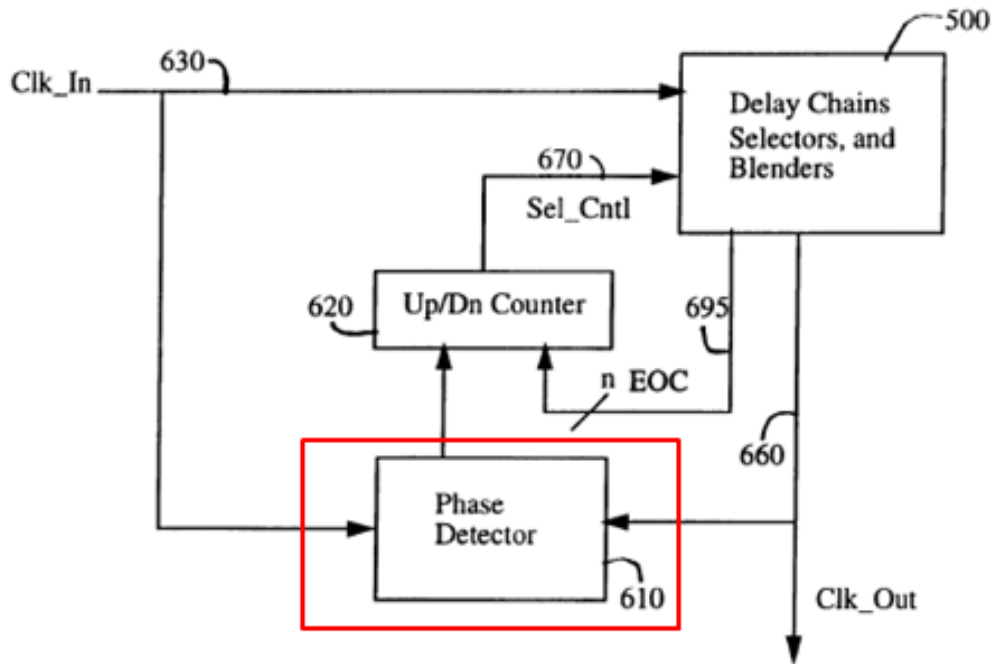 500
Clk_In
630
Delay Chains
Selectors, and
Blenders
670
Sel_Cntl
620
Up/Dn Counter
695
n EOC
660
Phase
Detector
610
Clk_Out